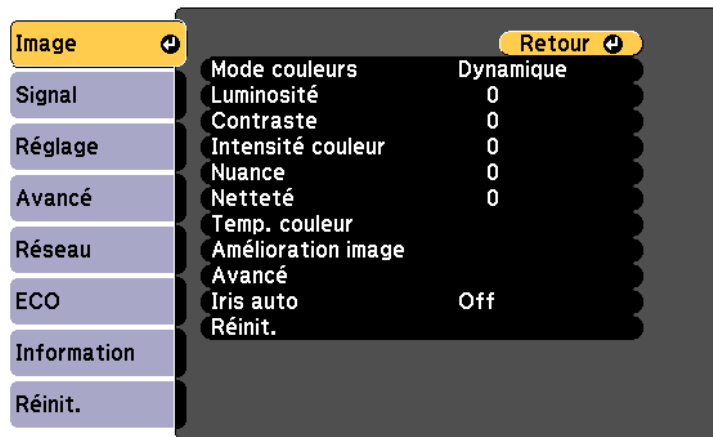 Image
Signal
Réglage
Avancé
Réseau
ECO
Information
Réinit.
Retour
Mode couleurs Dynamique
Luminosité 0
Contraste 0
Intensité couleur 0
Nuance 0
Netteté 0
Temp. couleur
Amélioration image
Avancé
Iris auto Off
Réinit.